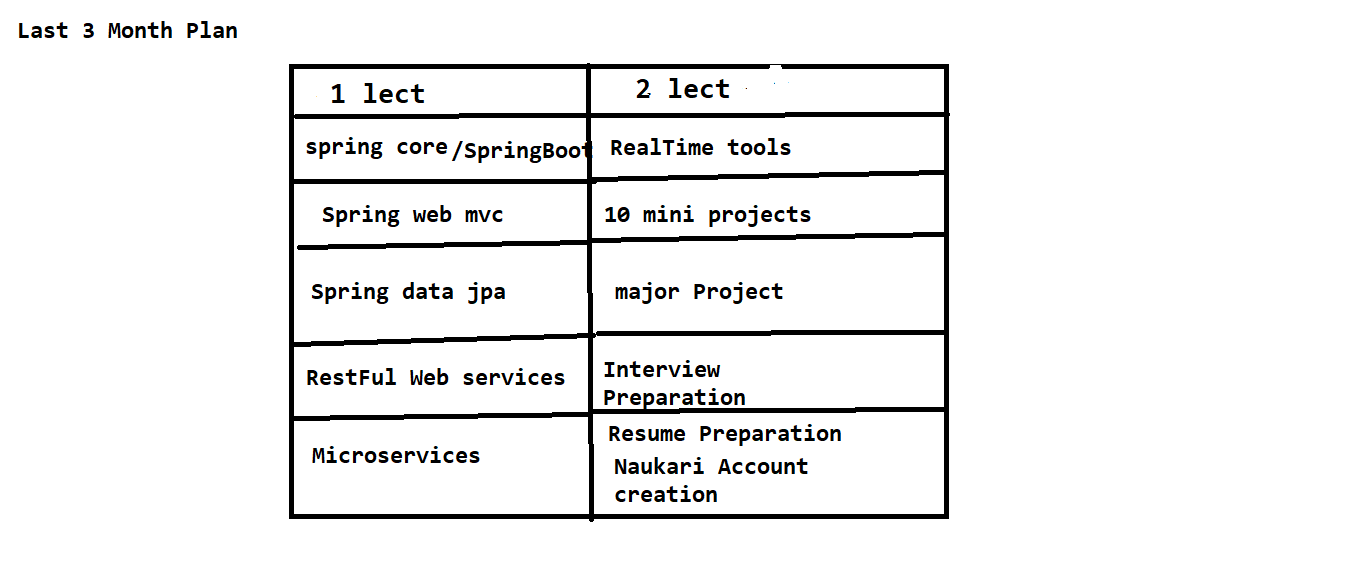 Last 3 Month Plan
1 lect
2 lect
spring core/SpringBoot
RealTime tools
Spring web mvc
10 mini projects
Spring data jpa
major Project
RestFul Web services
Interview
Preparation
Microservices
Resume Preparation
Naukari Account
creation